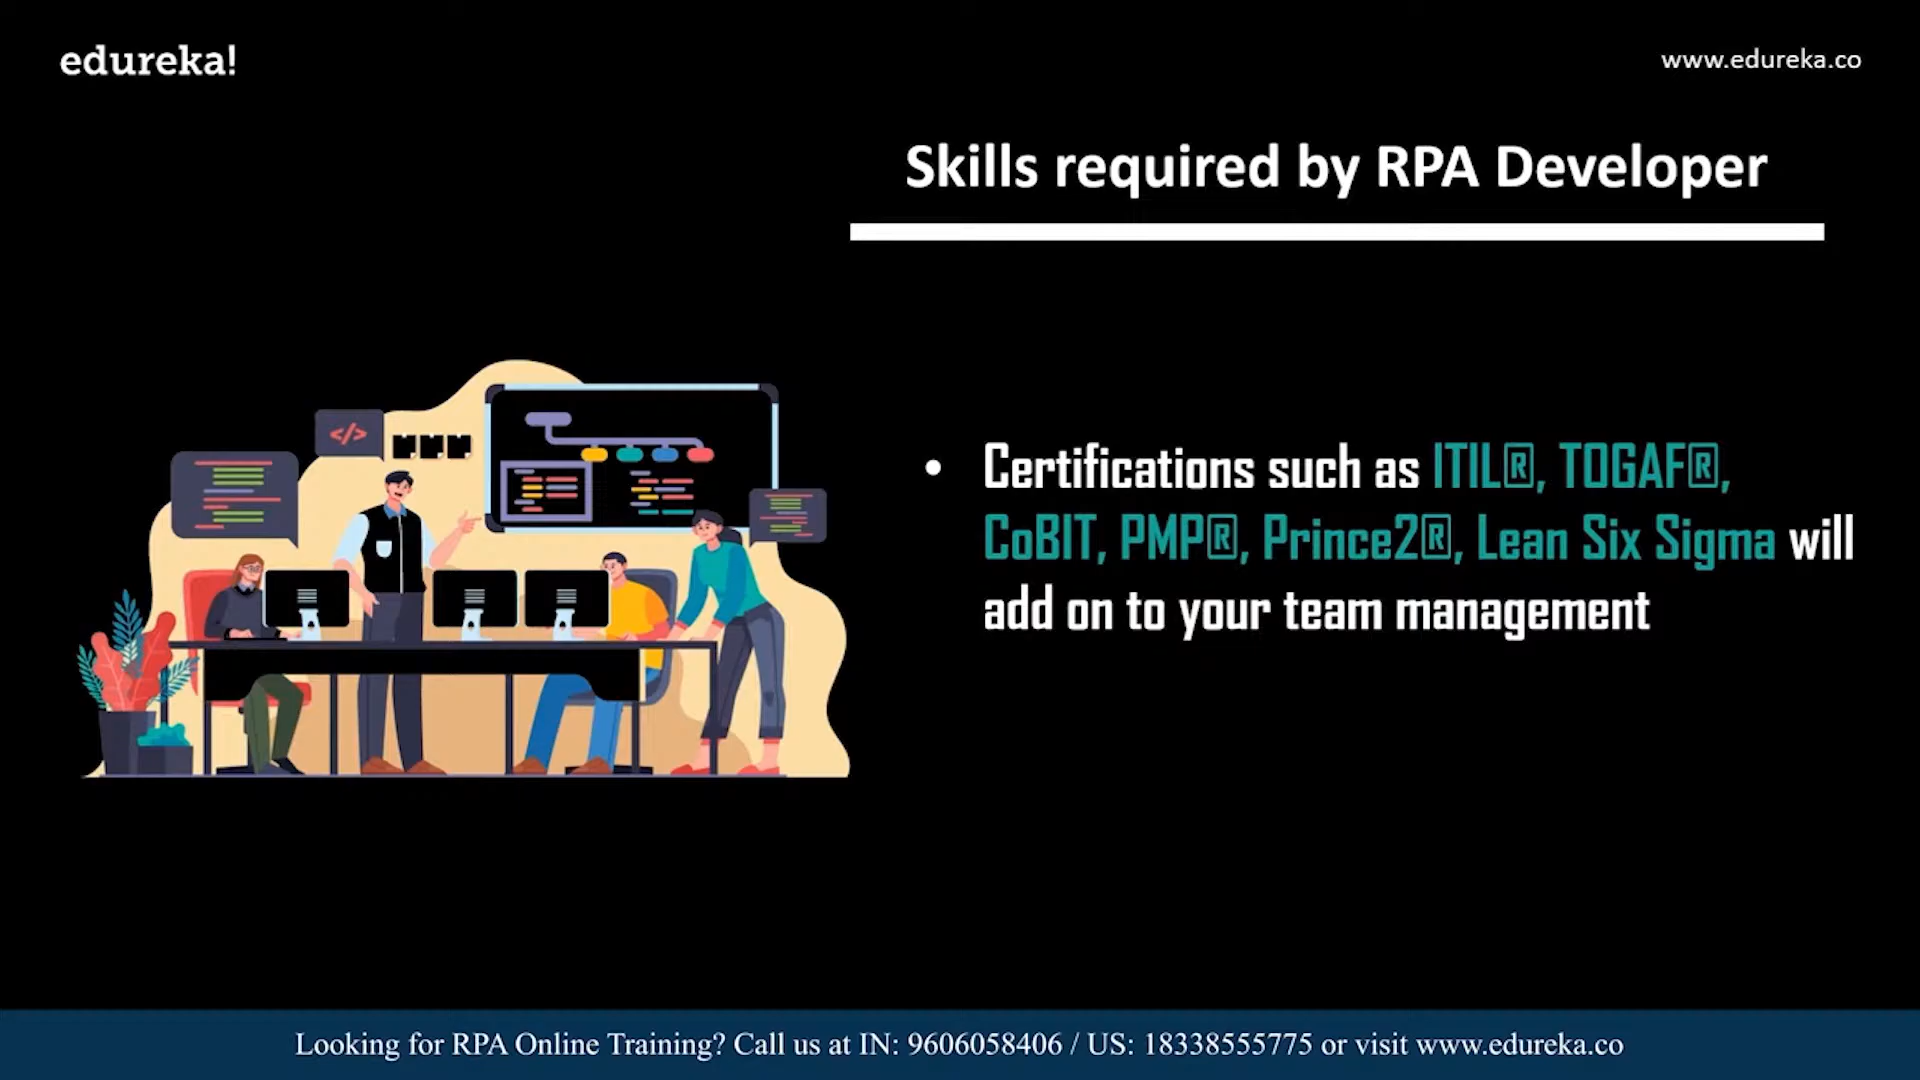 edureka!
www.edureka.co
Skills required by RPA Developer
</>
• Certifications such as ITIL®, TOGAF®,
CoBIT, PMP®, Prince2®, Lean Six Sigma will
add on to your team management
Looking for RPA Online Training? Call us at IN: 9606058406 / US: 18338555775 or visit www.edureka.co